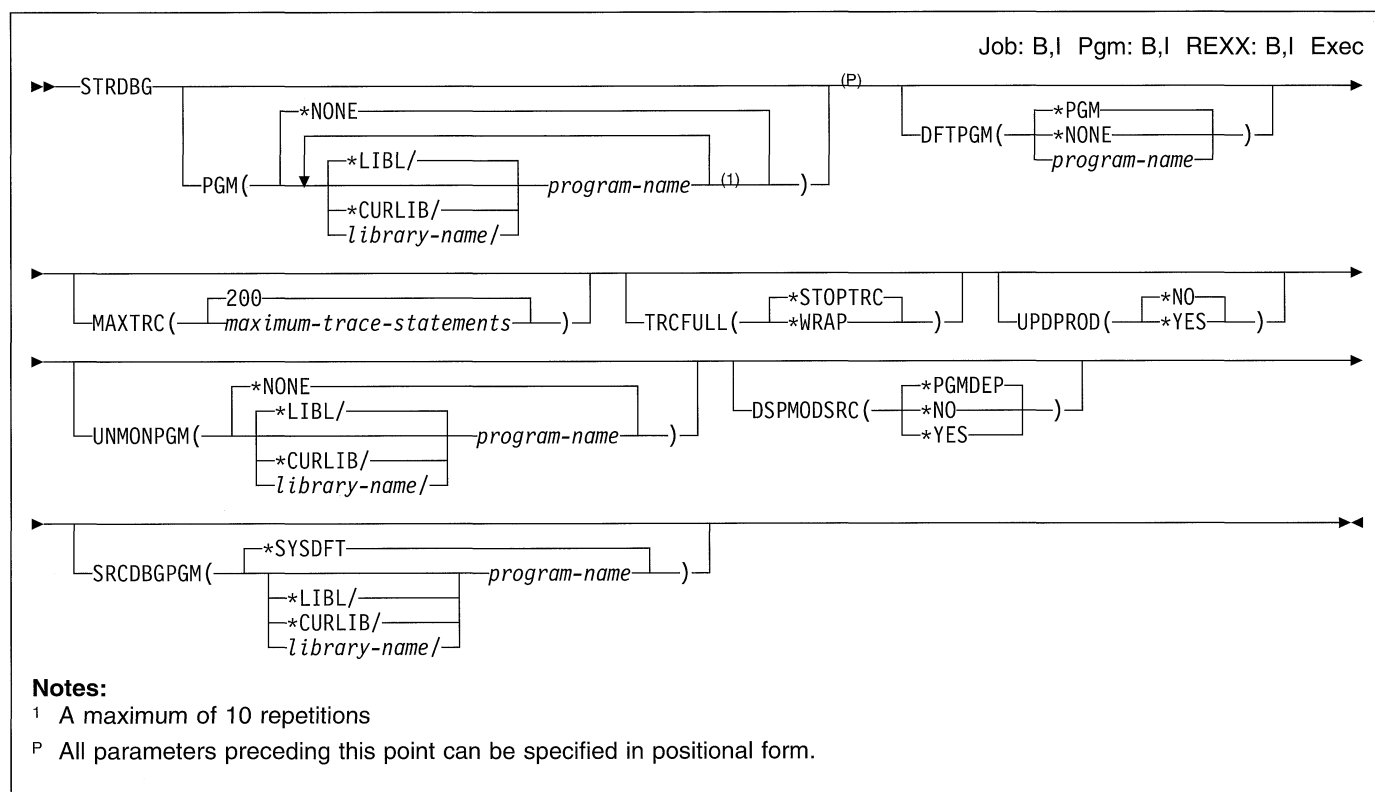 Job: B,I Pgm: B,I REXX: B,I Exec
STRDBG
(P)
PGM(
*NONE
*LIBL/
*CURLIB/
library-name/
program-name
(1)
)
DFTPGM(
*PGM
*NONE
program-name
)
MAXTRC(
200
maximum-trace-statements
)
TRCFULL(
*STOPTRC
*WRAP
)
UPDPROD(
*NO
*YES
)
UNMONPGM(
*NONE
*LIBL/
*CURLIB/
library-name/
program-name
)
DSPMODSRC(
*PGMDEP
*NO
*YES
)
SRCDBGPGM(
*SYSDFT
*LIBL/
*CURLIB/
library-name/
program-name
)
Notes:
1 A maximum of 10 repetitions
P All parameters preceding this point can be specified in positional form.